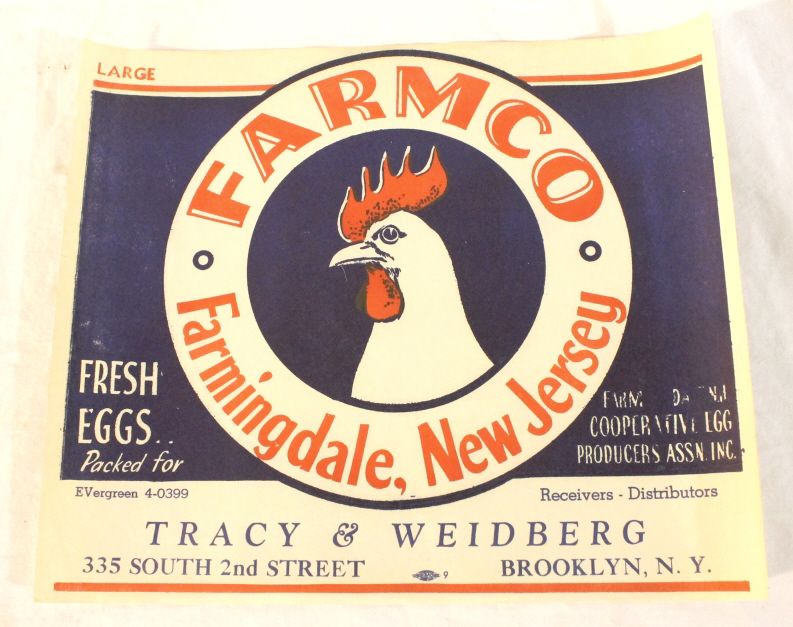 LARGE
FARMCO
Farmingdale, New Jersey
FRESH
EGGS..
Packed for
COOPERATIVE EGG
PRODUCERS ASSN. INC.
EVergreen 4-0399
Receivers - Distributors
TRACY & WEIDBERG
335 SOUTH 2nd STREET
9
BROOKLYN, N. Y.